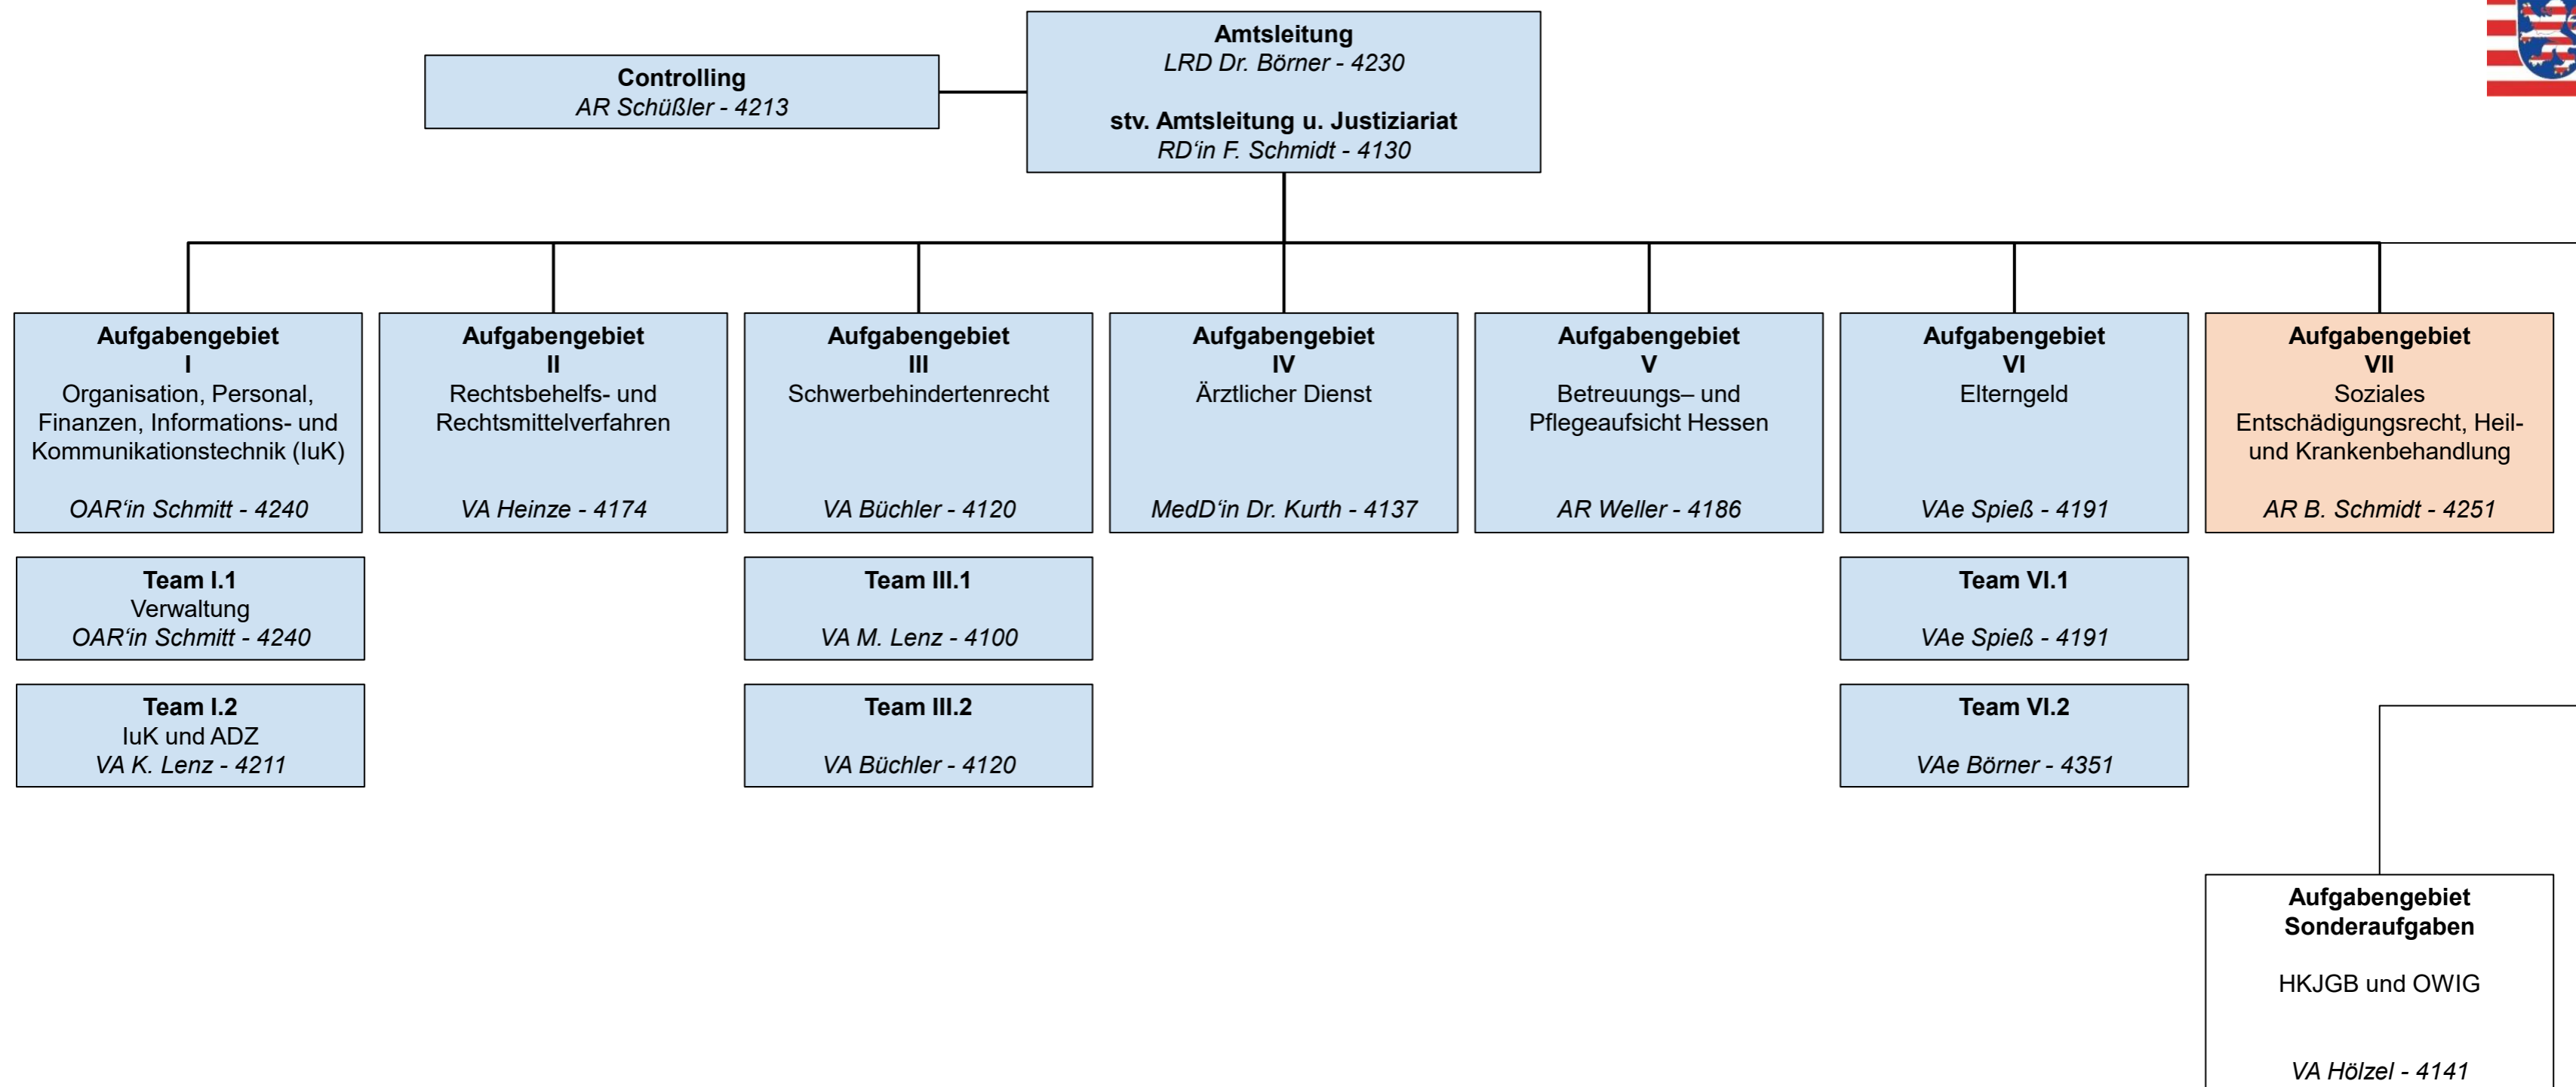 Amtsleitung
LRD Dr. Börner - 4230
stv. Amtsleitung u. Justiziariat
RD‘in F. Schmidt - 4130
Controlling
AR Schüßler - 4213
Aufgabengebiet
I
Organisation, Personal,
Finanzen, Informations- und
Kommunikationstechnik (IuK)
OAR‘in Schmitt - 4240
Team I.1
Verwaltung
OAR‘in Schmitt - 4240
Team I.2
IuK und ADZ
VA K. Lenz - 4211
Aufgabengebiet
II
Rechtsbehelfs- und
Rechtsmittelverfahren
VA Heinze - 4174
Aufgabengebiet
III
Schwerbehindertenrecht
VA Büchler - 4120
Team III.1
VA M. Lenz - 4100
Team III.2
VA Büchler - 4120
Aufgabengebiet
IV
Ärztlicher Dienst
MedD‘in Dr. Kurth - 4137
Aufgabengebiet
V
Betreuungs– und
Pflegeaufsicht Hessen
AR Weller - 4186
Aufgabengebiet
VI
Elterngeld
VAe Spieß - 4191
Team VI.1
VAe Spieß - 4191
Team VI.2
VAe Börner - 4351
Aufgabengebiet
VII
Soziales
Entschädigungsrecht, Heil-
und Krankenbehandlung
AR B. Schmidt - 4251
Aufgabengebiet
Sonderaufgaben
HKJGB und OWIG
VA Hölzel - 4141